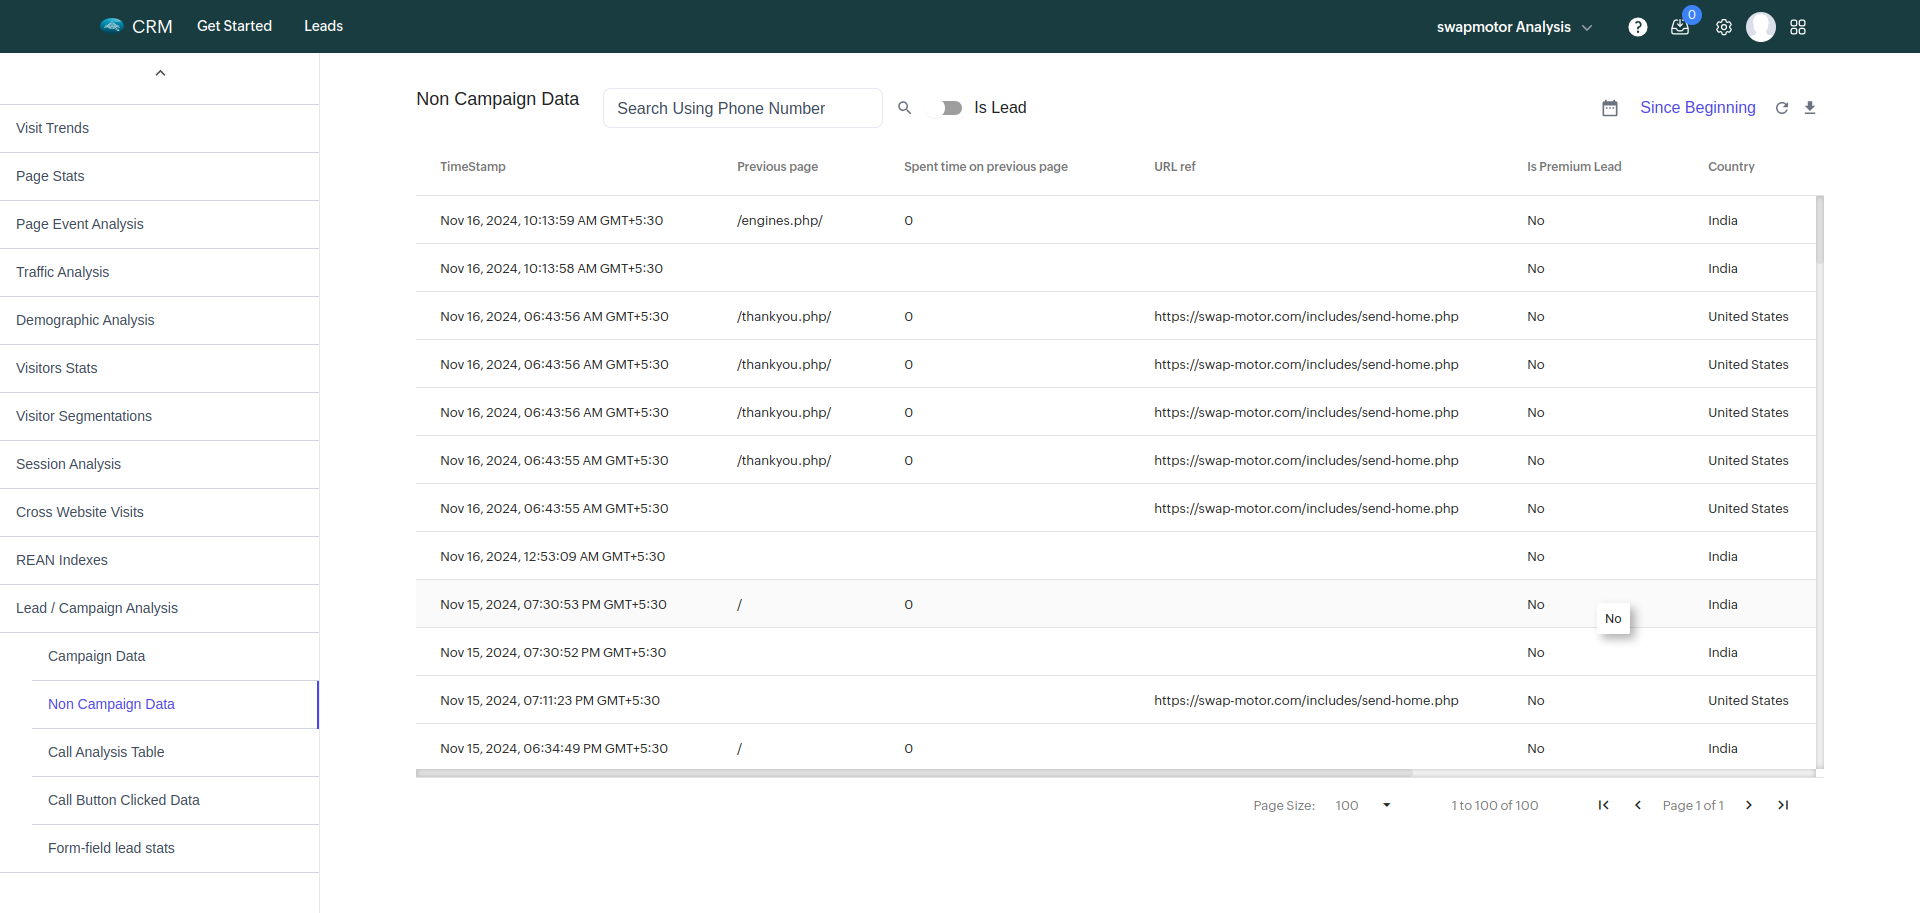 CRM Get Started Leads swapmotor Analysis ? 0
Visit Trends
Page Stats
Page Event Analysis
Traffic Analysis
Demographic Analysis
Visitors Stats
Visitor Segmentations
Session Analysis
Cross Website Visits
REAN Indexes
Lead / Campaign Analysis
Campaign Data
Non Campaign Data
Call Analysis Table
Call Button Clicked Data
Form-field lead stats
Non Campaign Data Search Using Phone Number Is Lead Since Beginning
TimeStamp Previous page Spent time on previous page URL ref Is Premium Lead Country
Nov 16, 2024, 10:13:59 AM GMT+5:30 /engines.php/ 0 No India
Nov 16, 2024, 10:13:58 AM GMT+5:30 No India
Nov 16, 2024, 06:43:56 AM GMT+5:30 /thankyou.php/ 0 https://swap-motor.com/includes/send-home.php No United States
Nov 16, 2024, 06:43:56 AM GMT+5:30 /thankyou.php/ 0 https://swap-motor.com/includes/send-home.php No United States
Nov 16, 2024, 06:43:56 AM GMT+5:30 /thankyou.php/ 0 https://swap-motor.com/includes/send-home.php No United States
Nov 16, 2024, 06:43:55 AM GMT+5:30 /thankyou.php/ 0 https://swap-motor.com/includes/send-home.php No United States
Nov 16, 2024, 06:43:55 AM GMT+5:30 https://swap-motor.com/includes/send-home.php No United States
Nov 16, 2024, 12:53:09 AM GMT+5:30 No India
Nov 15, 2024, 07:30:53 PM GMT+5:30 / 0 No India
No
Nov 15, 2024, 07:30:52 PM GMT+5:30 No India
Nov 15, 2024, 07:11:23 PM GMT+5:30 https://swap-motor.com/includes/send-home.php No United States
Nov 15, 2024, 06:34:49 PM GMT+5:30 / 0 No India
Page Size: 100 1 to 100 of 100 Page 1 of 1